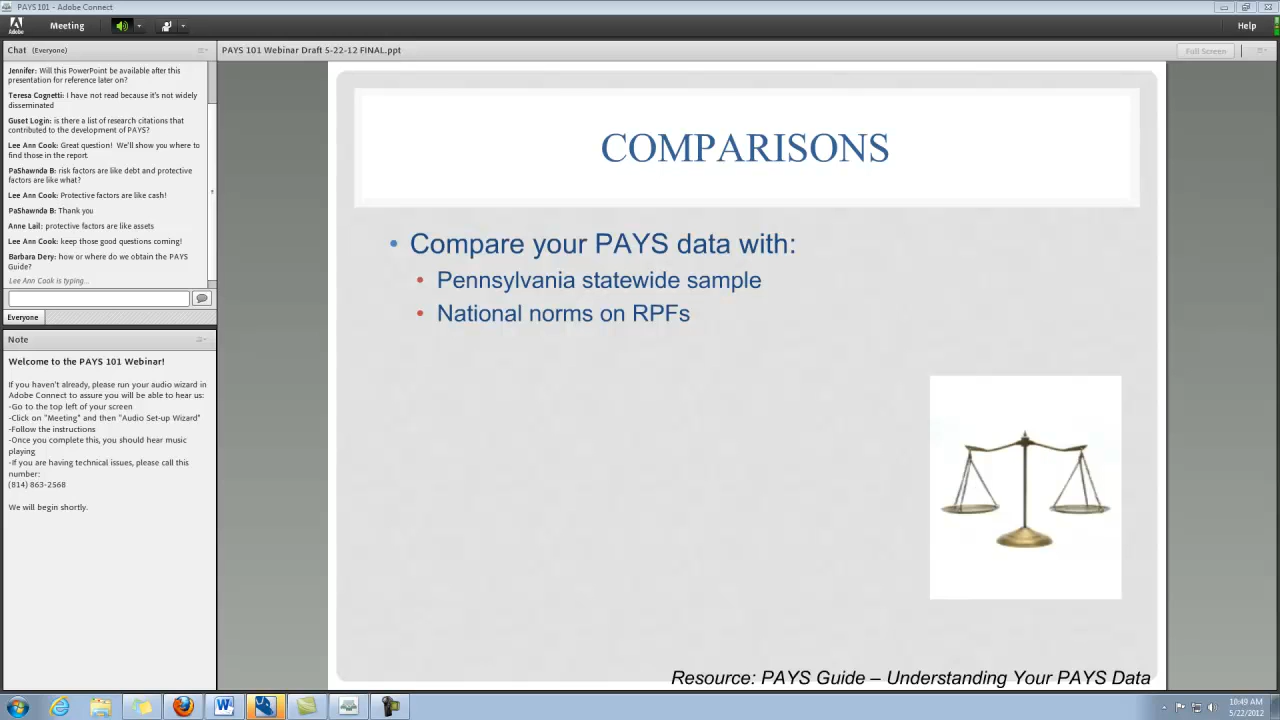 PAYS 101 - Adobe Connect
Adobe
Meeting
Help
Chat (Everyone)
Jennifer: Will this PowerPoint be available after this
presentation for reference later on?
Teresa Cognetti: I have not read because it's not widely
disseminated
Guset Login: is there a list of research citations that
contributed to the development of PAYS?
Lee Ann Cook: Great question! We'll show you where to
find those in the report.
PaShawnda B: risk factors are like debt and protective
factors are like what?
Lee Ann Cook: Protective factors are like cash!
PaShawnda B: Thank you
Anne Lail: protective factors are like assets
Lee Ann Cook: keep those good questions coming!
Barbara Dery: how or where do we obtain the PAYS
Guide?
Lee Ann Cook is typing...
Everyone
Note
Welcome to the PAYS 101 Webinar!
If you haven't already, please run your audio wizard in
Adobe Connect to assure you will be able to hear us:
-Go to the top left of your screen
-Click on "Meeting" and then "Audio Set-up Wizard"
-Follow the instructions
-Once you complete this, you should hear music
playing
-If you are having technical issues, please call this
number:
(814) 863-2568
We will begin shortly.
PAYS 101 Webinar Draft 5-22-12 FINAL.ppt
Full Screen
COMPARISONS
• Compare your PAYS data with:
• Pennsylvania statewide sample
• National norms on RPFs
Resource: PAYS Guide – Understanding Your PAYS Data
10:49 AM
5/22/2012